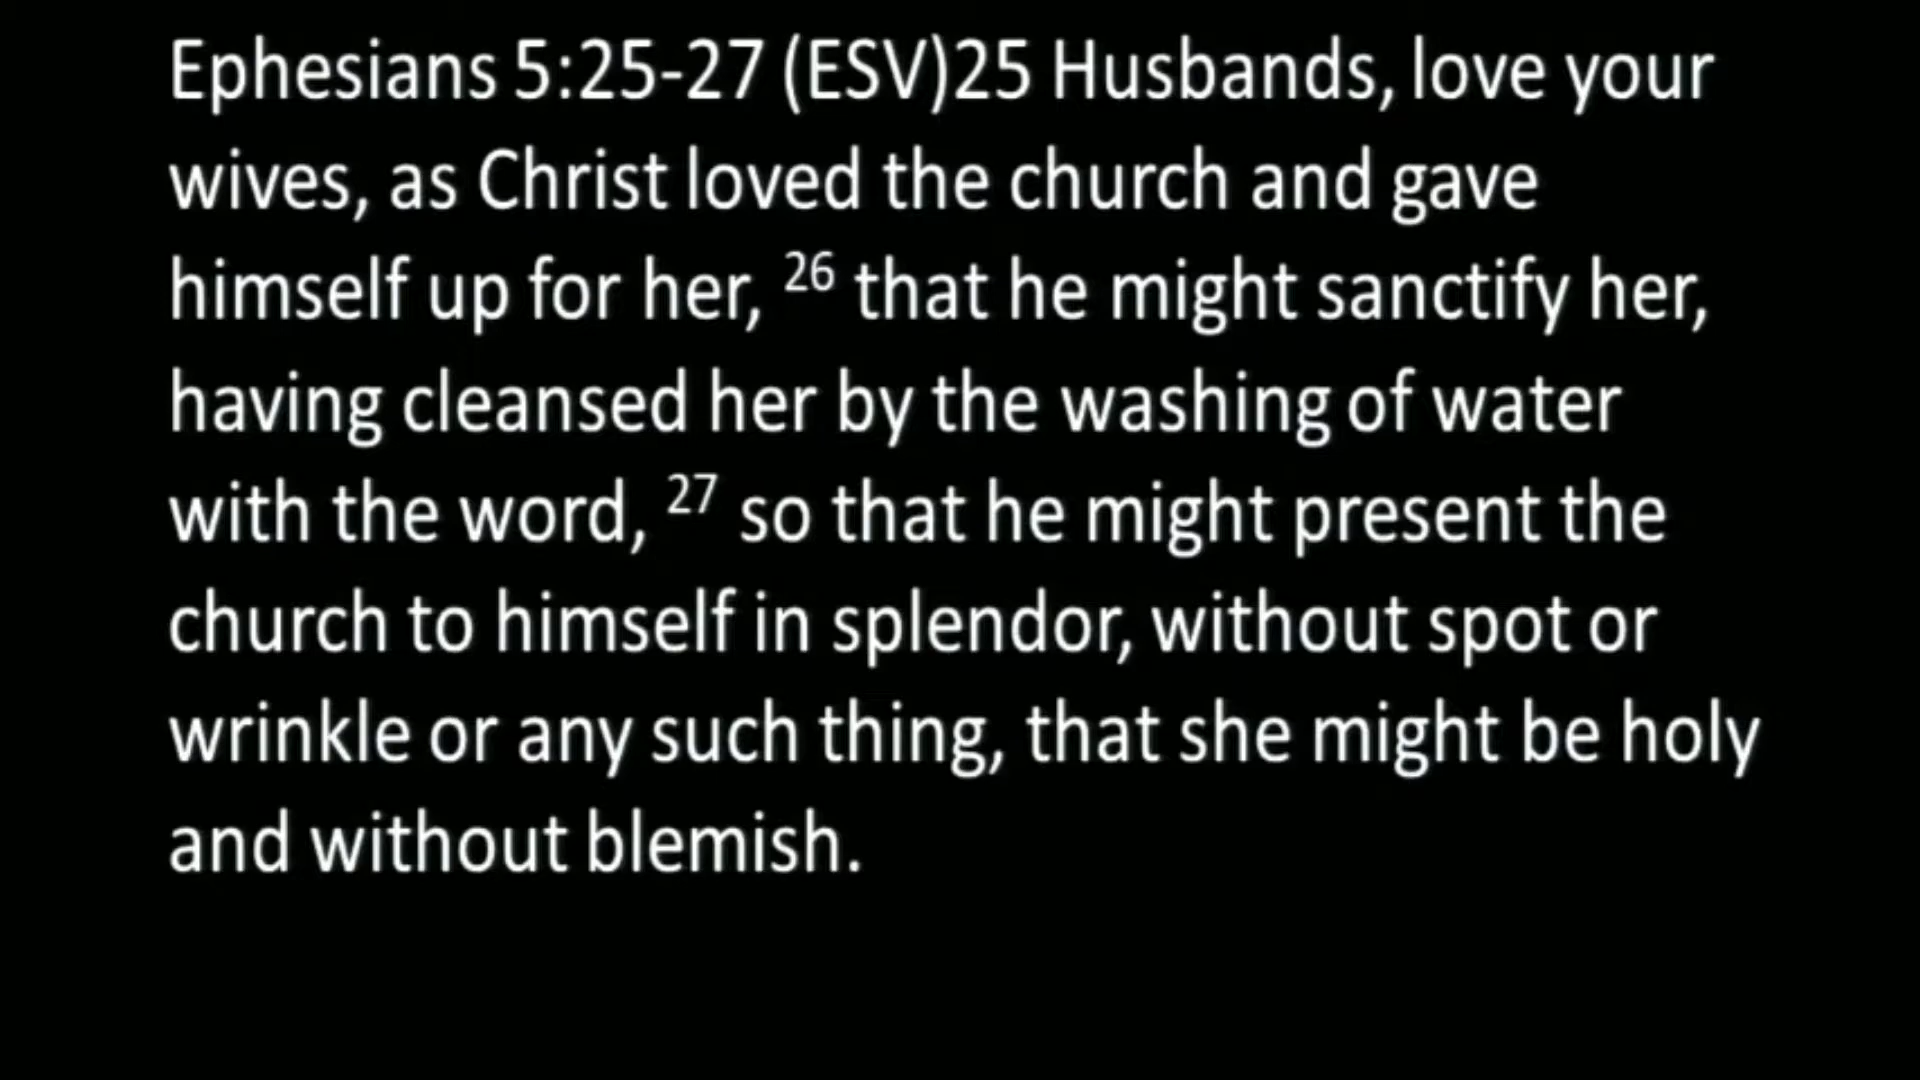 Ephesians 5:25-27 (ESV)25 Husbands, love your
wives, as Christ loved the church and gave
himself up for her, 26 that he might sanctify her,
having cleansed her by the washing of water
with the word, 27 so that he might present the
church to himself in splendor, without spot or
wrinkle or any such thing, that she might be holy
and without blemish.